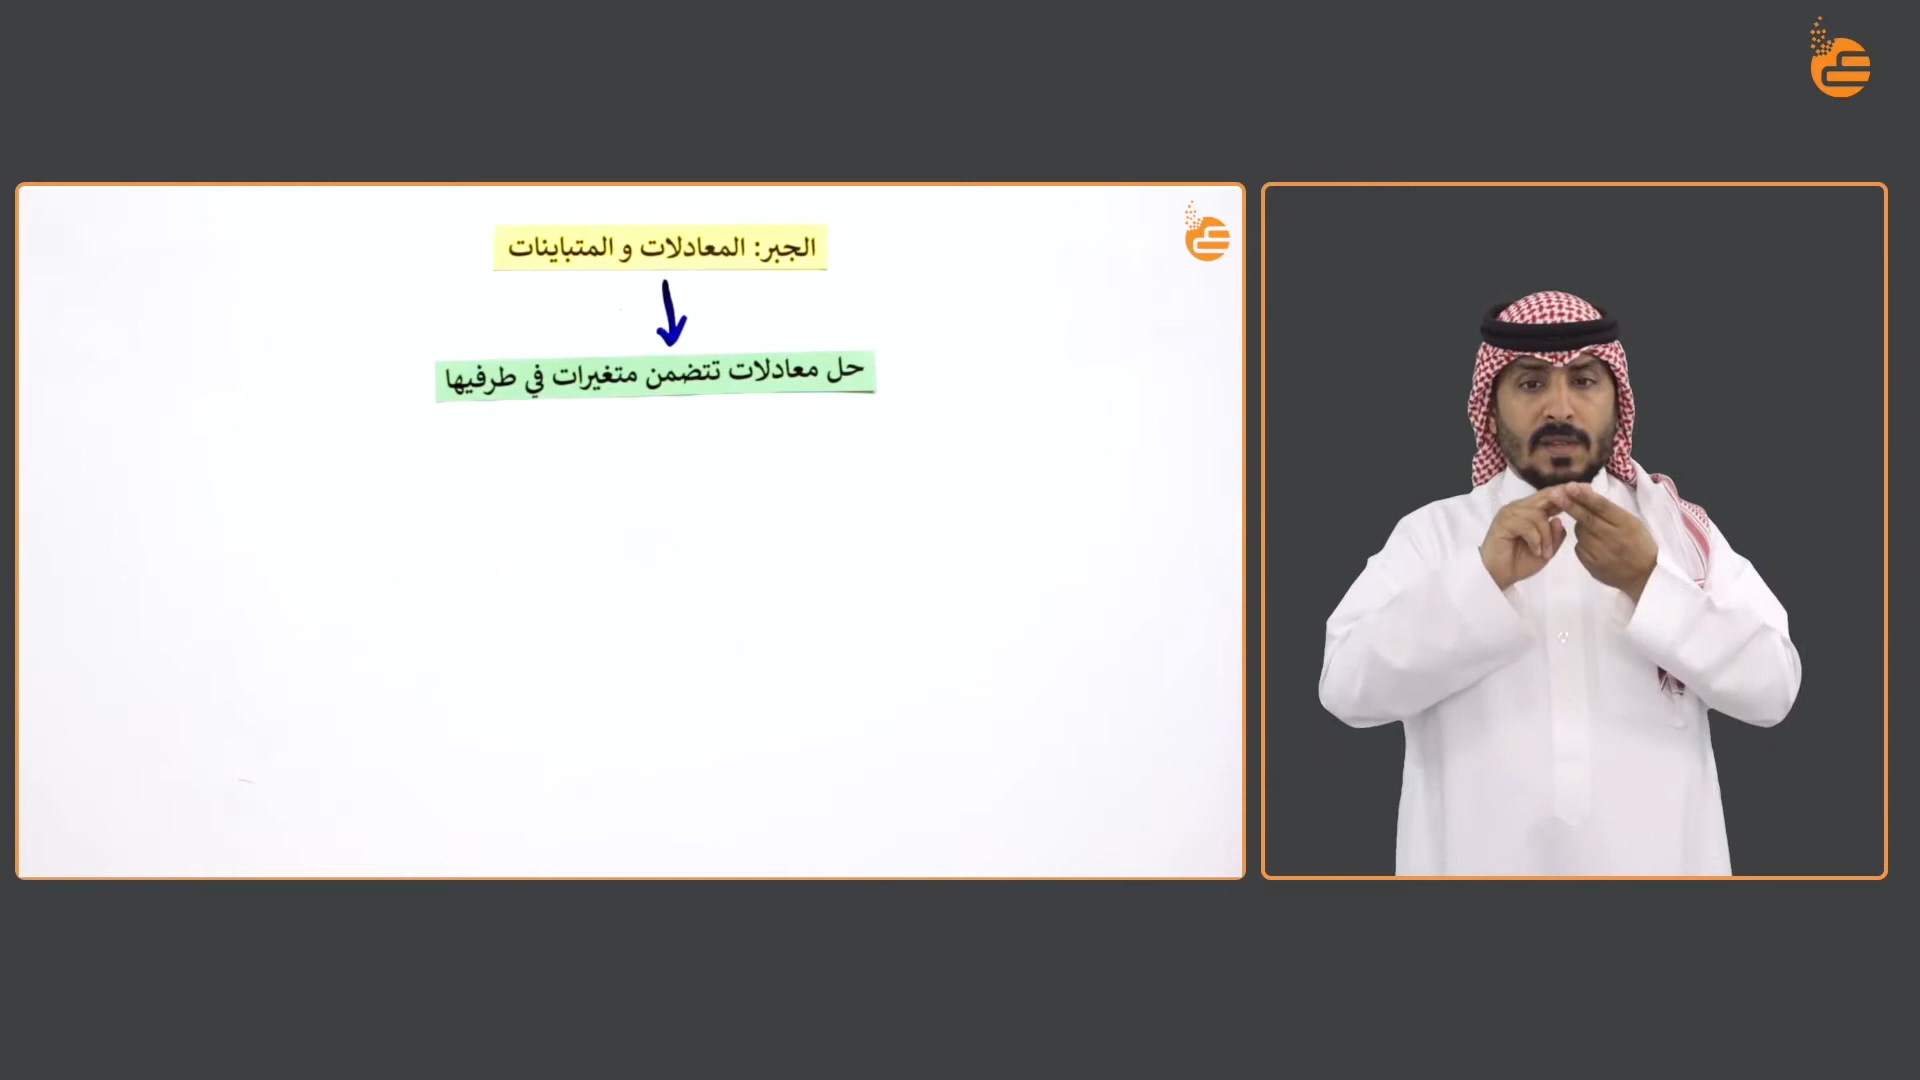 الجبر: المعادلات و المتباينات
حل معادلات تتضمن متغيرات في طرفيها